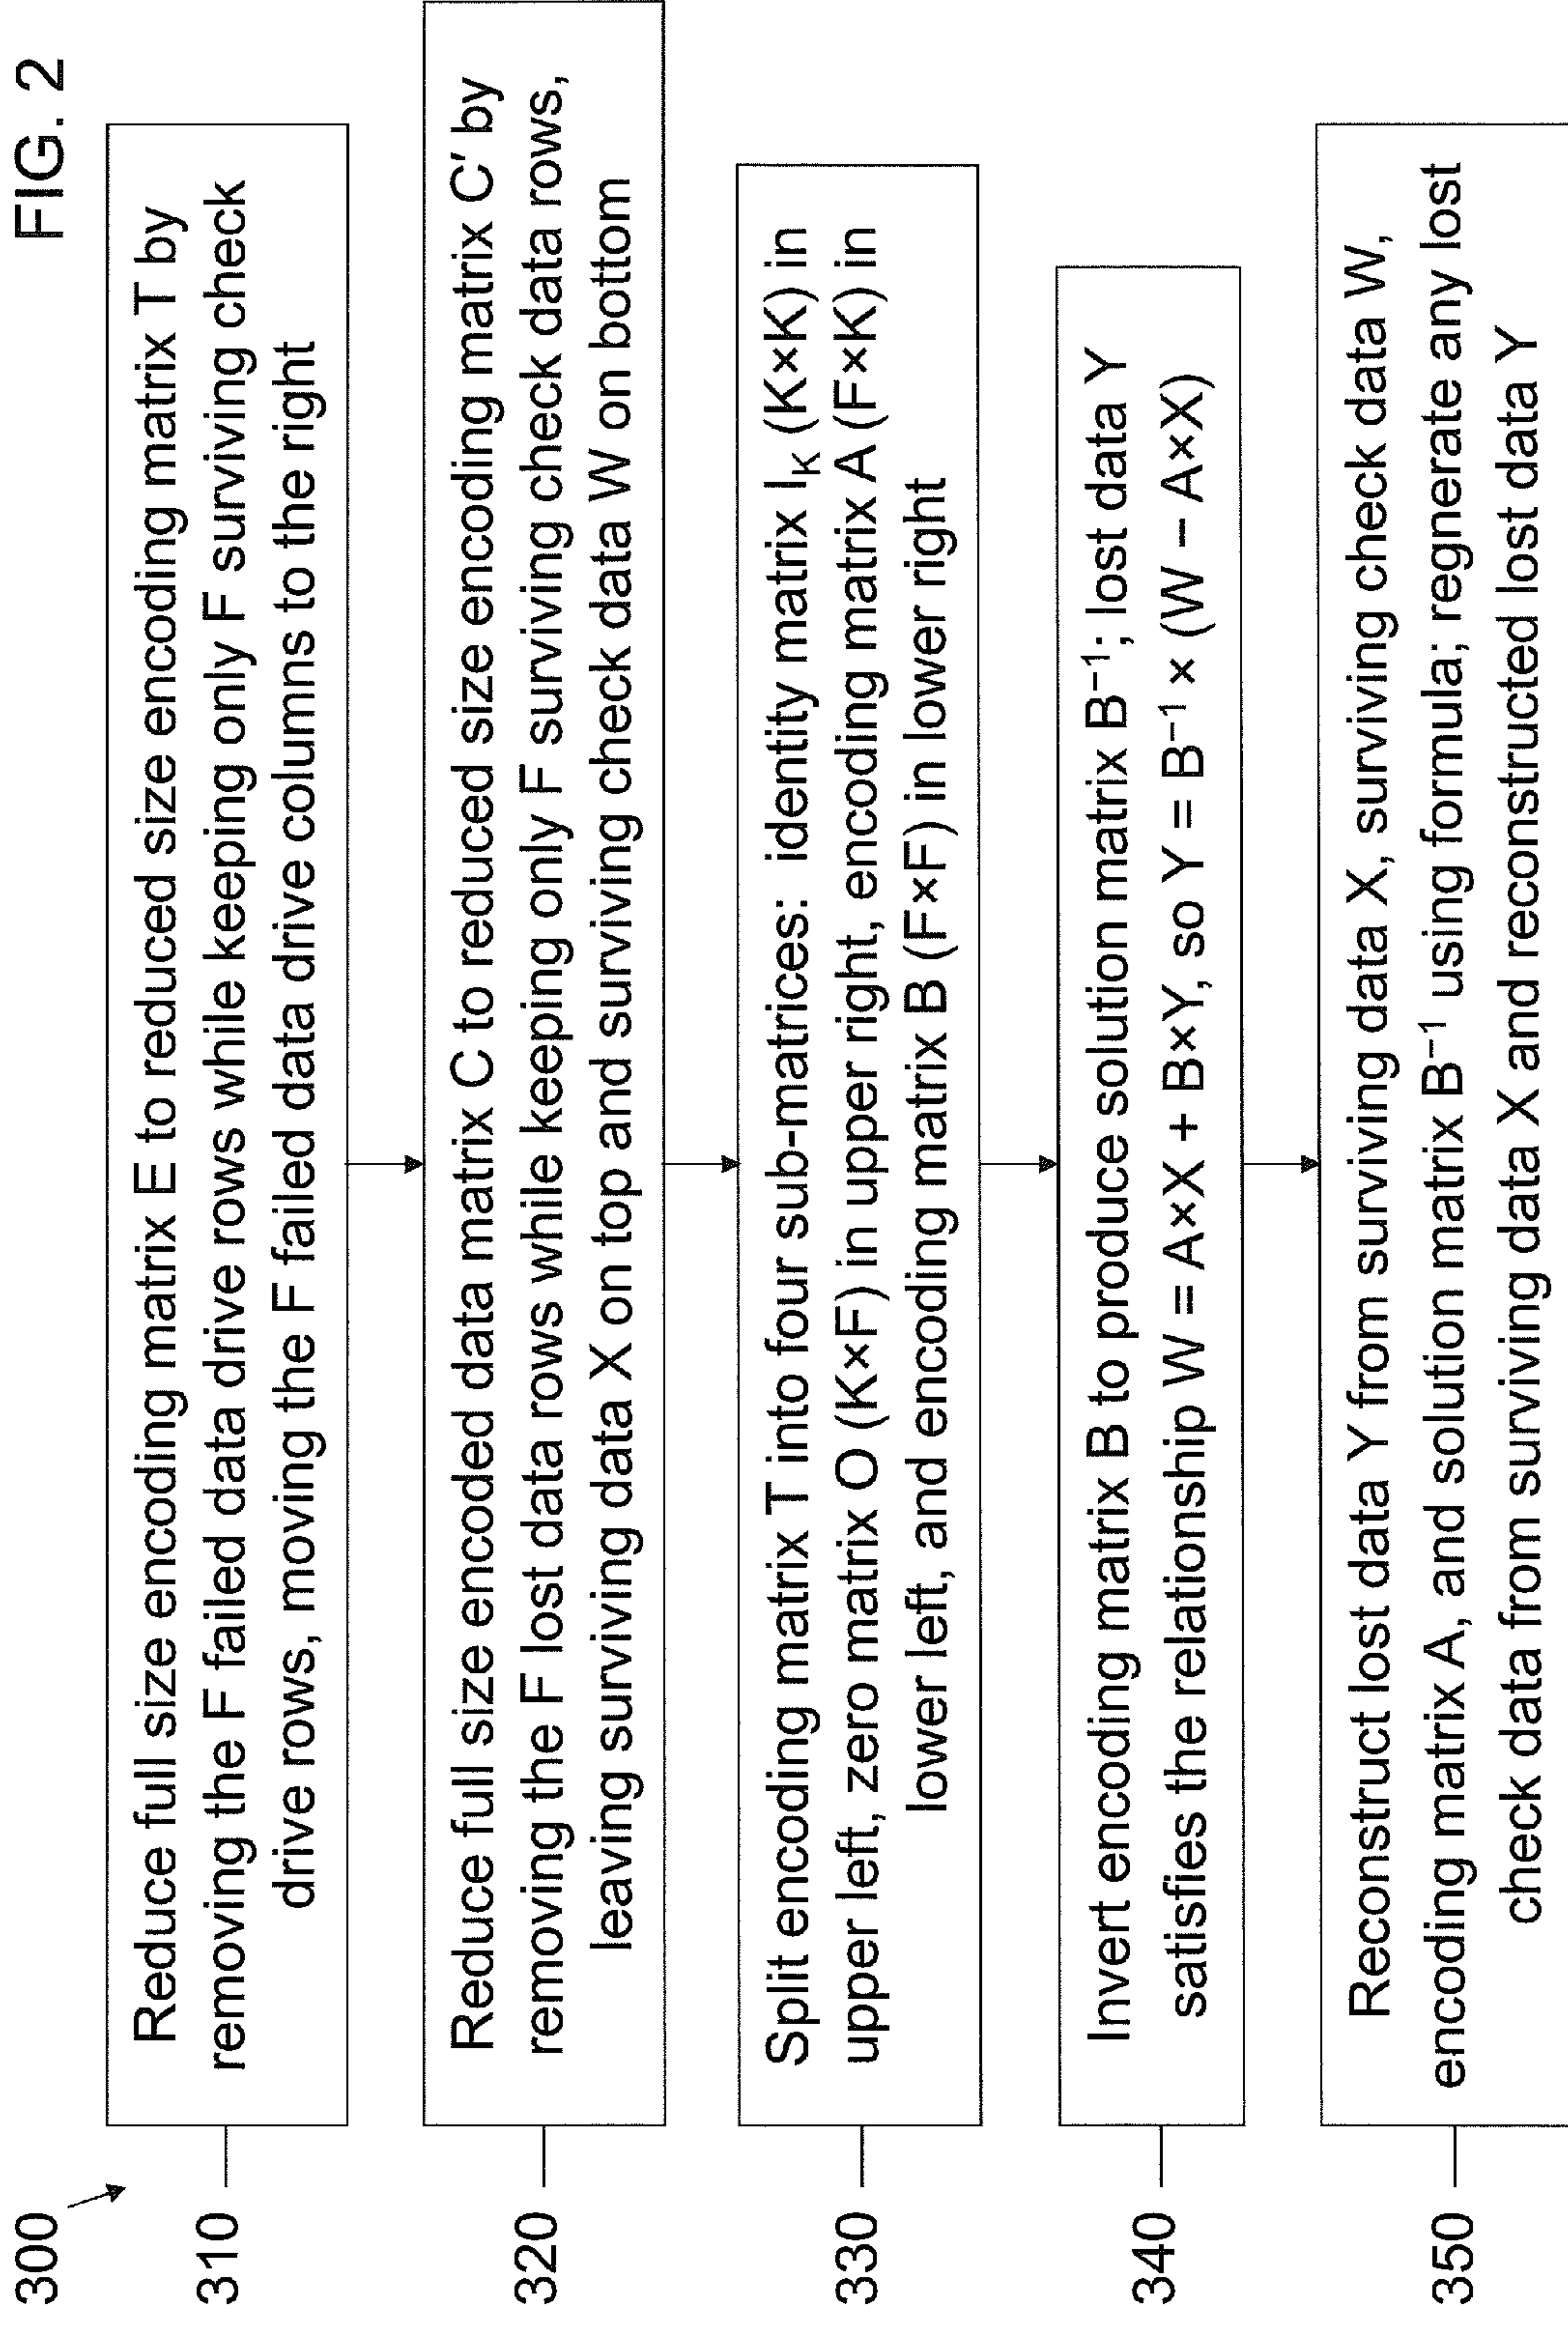 FIG. 2
300
310
Reduce full size encoding matrix E to reduced size encoding matrix T by
removing the F failed data drive rows while keeping only F surviving check
drive rows, moving the F failed data drive columns to the right
320
Reduce full size encoded data matrix C to reduced size encoding matrix C′ by
removing the F lost data rows while keeping only F surviving check data rows,
leaving surviving data X on top and surviving check data W on bottom
330
Split encoding matrix T into four sub-matrices: identity matrix Iₖ (K×K) in
upper left, zero matrix O (K×F) in upper right, encoding matrix A (F×K) in
lower left, and encoding matrix B (F×F) in lower right
340
Invert encoding matrix B to produce solution matrix B⁻¹; lost data Y
satisfies the relationship W = A×X + B×Y, so Y = B⁻¹ × (W − A×X)
350
Reconstruct lost data Y from surviving data X, surviving check data W,
encoding matrix A, and solution matrix B⁻¹ using formula; regnerate any lost
check data from surviving data X and reconstructed lost data Y